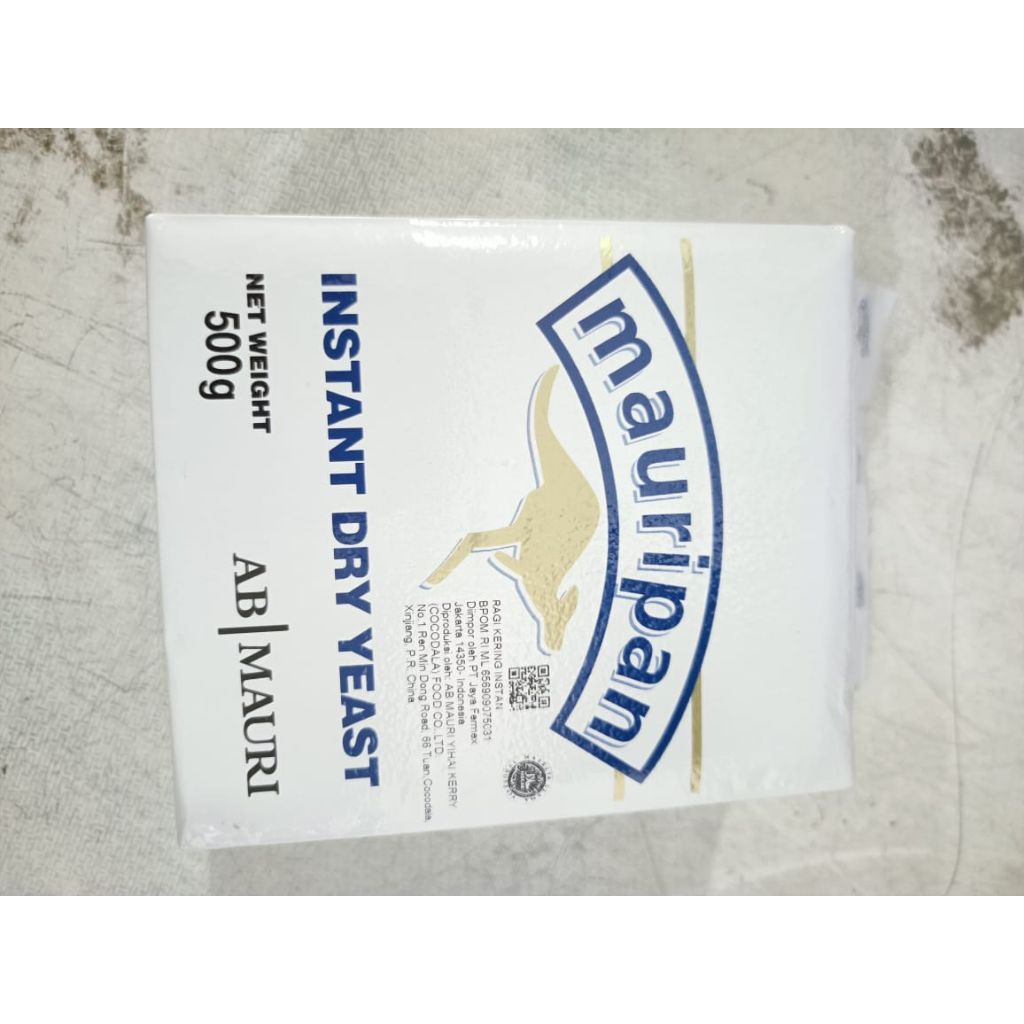 mauripan
RAGI KERING INSTAN
BPOM RI ML 656909075031
Diimpor oleh PT Jaya Fermex
Jakarta 14350- Indonesia
Diproduksi oleh: AB MAURI YIHAI KERRY
(COCODALA) FOOD CO., LTD.
No.1 Ren Min Dong Road, 66 Tuan, Cocodala,
Xinjiang, P.R. China
INSTANT DRY YEAST
NET WEIGHT
500g
AB|MAURI